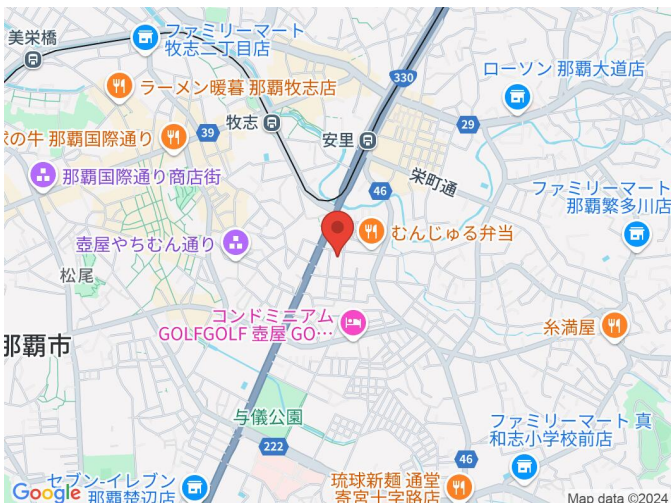 美栄橋
ファミリーマート
牧志二丁目店
330
ローソン 那覇大道店
ラーメン暖暮 那覇牧志店
牧志
39
29
安里
の牛 那覇国際通り
栄町通
那覇国際通り商店街
46
ファミリーマート
那覇繁多川店
むんじゅる弁当
壺屋やちむん通り
松尾
コンドミニアム
GOLFGOLF 壺屋 GO…
糸満屋
那覇市
与儀公園
222
ファミリーマート 真
和志小学校前店
46
セブン-イレブン
那覇楚辺店
琉球新麺 通堂
寄宮十字路店
Google
Map data ©2024